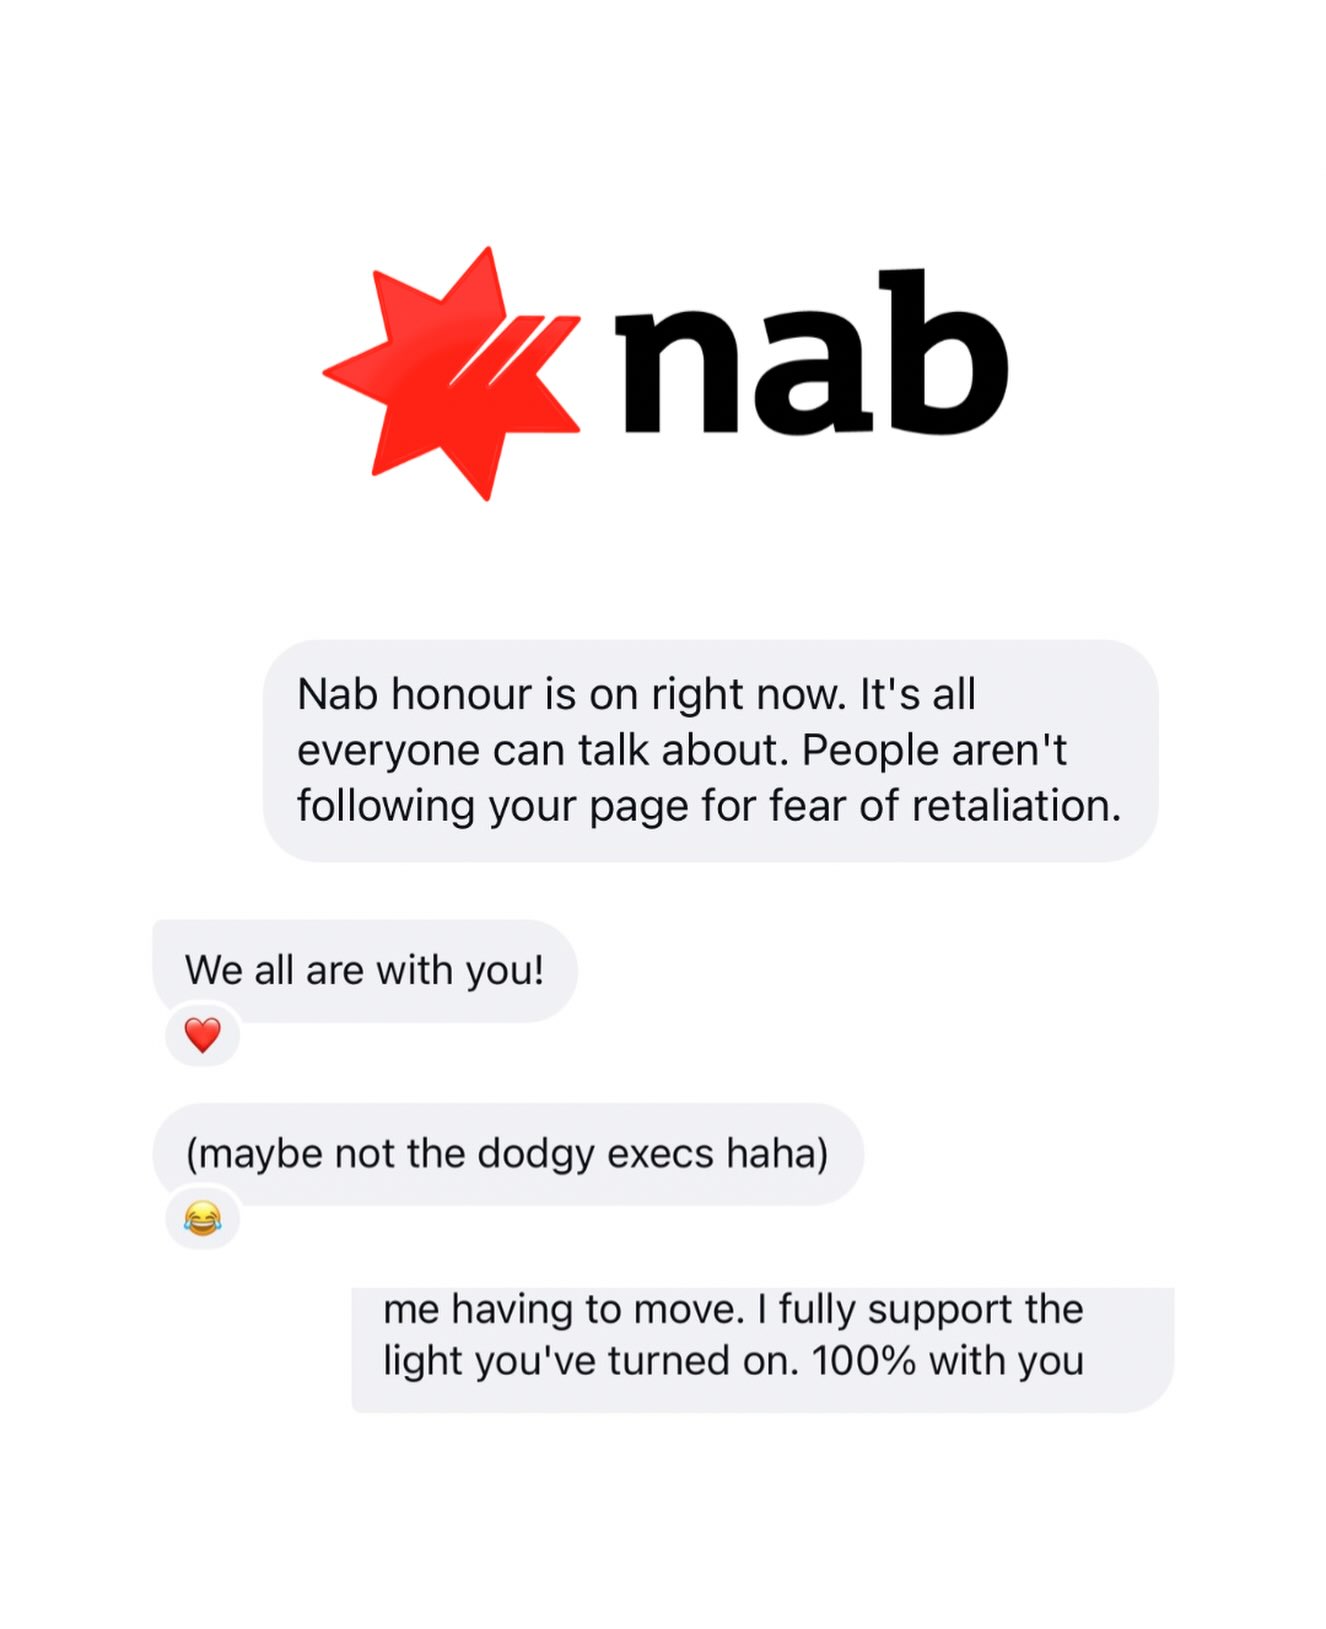 nab
Nab honour is on right now. It's all
everyone can talk about. People aren't
following your page for fear of retaliation.
We all are with you!
(maybe not the dodgy execs haha)
me having to move. I fully support the
light you've turned on. 100% with you